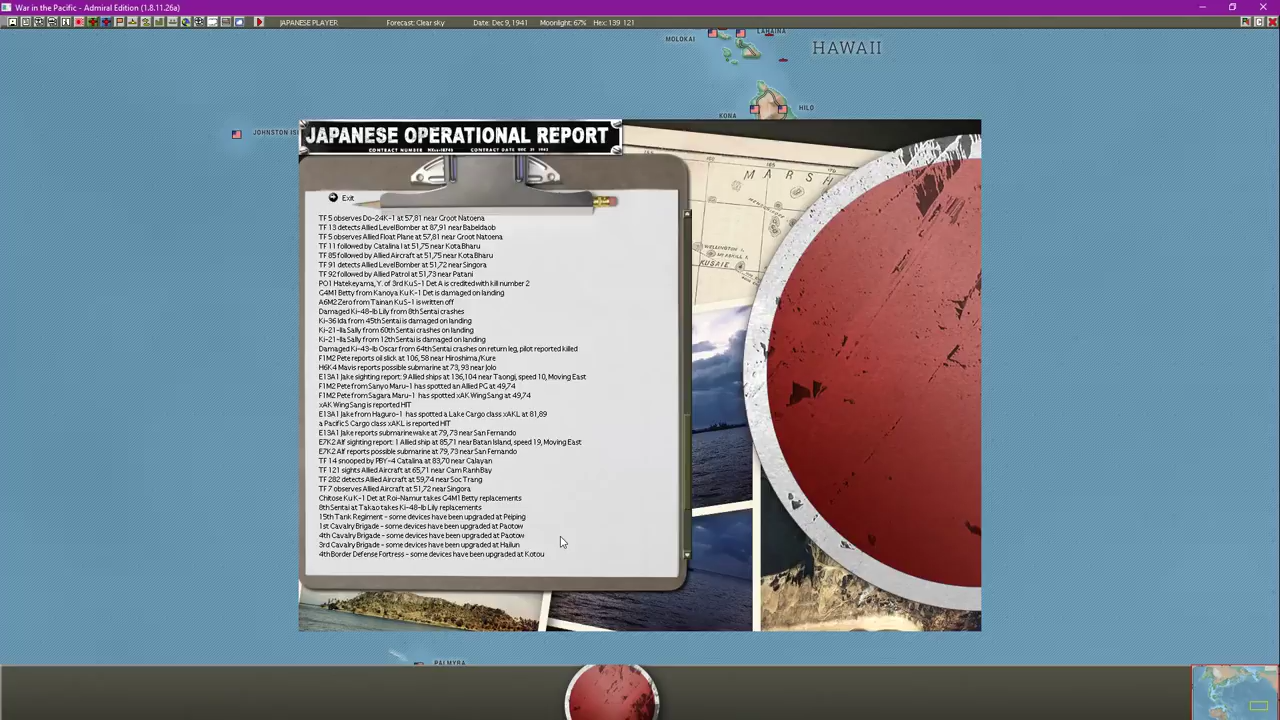 War in the Pacific - Admiral Edition (1.8.11.26a)
JAPANESE PLAYER
Forecast: Clear sky
Date: Dec 9, 1941
Moonlight: 67%
Hex: 139 121
MOLOKAI
LAHAINA
HAWAII
KONA
HILO
JOHNSTON IS
JAPANESE OPERATIONAL REPORT
Exit
TF 5 observes Do-24K-1 at 57,81 near Groot Natoena
TF 13 detects Allied LevelBomber at 87,91 near Babeldaob
TF 5 observes Allied Float Plane at 57,81 near Groot Natoena
TF 11 followed by Catalina I at 51,75 near Kota Bharu
TF 85 followed by Allied Aircraft at 51,75 near Kota Bharu
TF 91 detects Allied LevelBomber at 51,72 near Singora
TF 92 followed by Allied Patrol at 51,73 near Patani
PO1 Hatekeyama, Y. of 3rd KuS-1 Det A is credited with kill number 2
G4M1 Betty from Kanoya Ku K-1 Det is damaged on landing
A6M2 Zero from Tainan KuS-1 is written off
Damaged Ki-48-Ib Lily from 8th Sentai crashes
Ki-36 Ida from 45th Sentai is damaged on landing
Ki-21-IIa Sally from 60th Sentai crashes on landing
Ki-21-IIa Sally from 12th Sentai is damaged on landing
Damaged Ki-43-Ib Oscar from 64th Sentai crashes on return leg, pilot reported killed
F1M2 Pete reports oil slick at 106, 58 near Hiroshima/Kure
H6K4 Mavis reports possible submarine at 73, 93 near Jolo
E13A1 Jake sighting report: 9 Allied ships at 136,104 near Taongi, speed 10, Moving East
F1M2 Pete from Sanyo Maru-1 has spotted an Allied PG at 49,74
F1M2 Pete from Sagara Maru-1 has spotted xAK Wing Sang at 49,74
xAK Wing Sang is reported HIT
E13A1 Jake from Haguro-1 has spotted a Lake Cargo class xAKL at 81,89
a Pacific S Cargo class xAKL is reported HIT
E13A1 Jake reports submarine wake at 79,73 near San Fernando
E7K2 Alf sighting report: 1 Allied ship at 85,71 near Batan Island, speed 19, Moving East
E7K2 Alf reports possible submarine at 79,73 near San Fernando
TF 14 snooped by PBY-4 Catalina at 83,70 near Calayan
TF 121 sights Allied Aircraft at 65,71 near Cam Ranh Bay
TF 282 detects Allied Aircraft at 59,74 near Soc Trang
TF 7 observes Allied Aircraft at 51,72 near Singora
Chitose Ku K-1 Det at Roi-Namur takes G4M1 Betty replacements
8th Sentai at Takao takes Ki-48-Ib Lily replacements
15th Tank Regiment - some devices have been upgraded at Peiping
1st Cavalry Brigade - some devices have been upgraded at Paotow
4th Cavalry Brigade - some devices have been upgraded at Paotow
3rd Cavalry Brigade - some devices have been upgraded at Hailun
4th Border Defense Fortress - some devices have been upgraded at Kotou
MARSH
KUSAIE
PALMYRA